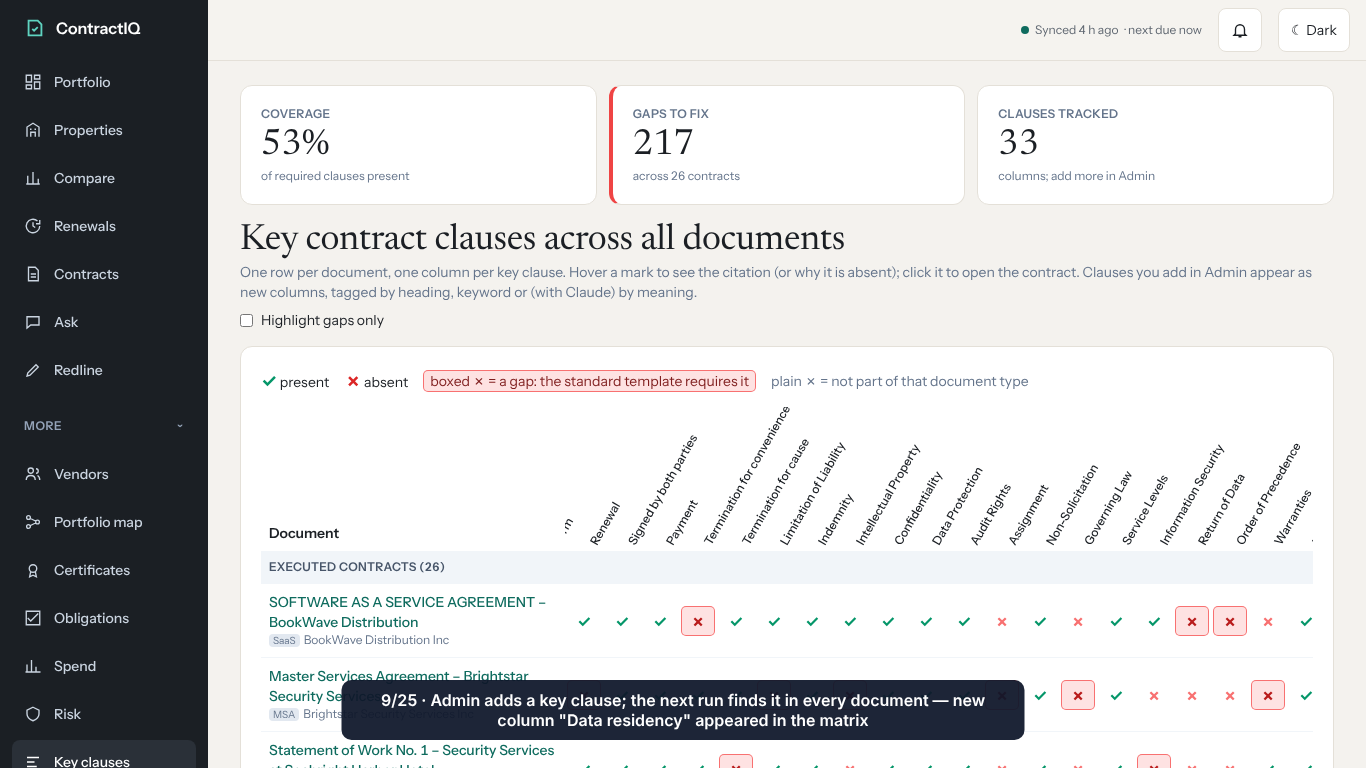 ContractIQ
Portfolio
Properties
Compare
Renewals
Contracts
Ask
Redline
MORE
Vendors
Portfolio map
Certificates
Obligations
Spend
Risk
Key clauses
Synced 4 h ago · next due now
☾ Dark
COVERAGE
53%
of required clauses present
GAPS TO FIX
217
across 26 contracts
CLAUSES TRACKED
33
columns; add more in Admin
Key contract clauses across all documents
One row per document, one column per key clause. Hover a mark to see the citation (or why it is absent); click it to open the contract. Clauses you add in Admin appear as
new columns, tagged by heading, keyword or (with Claude) by meaning.
Highlight gaps only
✓ present
✕ absent
boxed × = a gap: the standard template requires it
plain × = not part of that document type
Document
Renewal
Signed by both parties
Payment
Termination for convenience
Termination for cause
Limitation of Liability
Indemnity
Intellectual Property
Confidentiality
Data Protection
Audit Rights
Assignment
Non-Solicitation
Governing Law
Service Levels
Information Security
Return of Data
Order of Precedence
Warranties
EXECUTED CONTRACTS (26)
SOFTWARE AS A SERVICE AGREEMENT –
BookWave Distribution
SaaS BookWave Distribution Inc
Master Services Agreement – Brightstar
Security Services
MSA Brightstar Security Services Inc
Statement of Work No. 1 – Security Services
9/25 · Admin adds a key clause; the next run finds it in every document — new
column "Data residency" appeared in the matrix